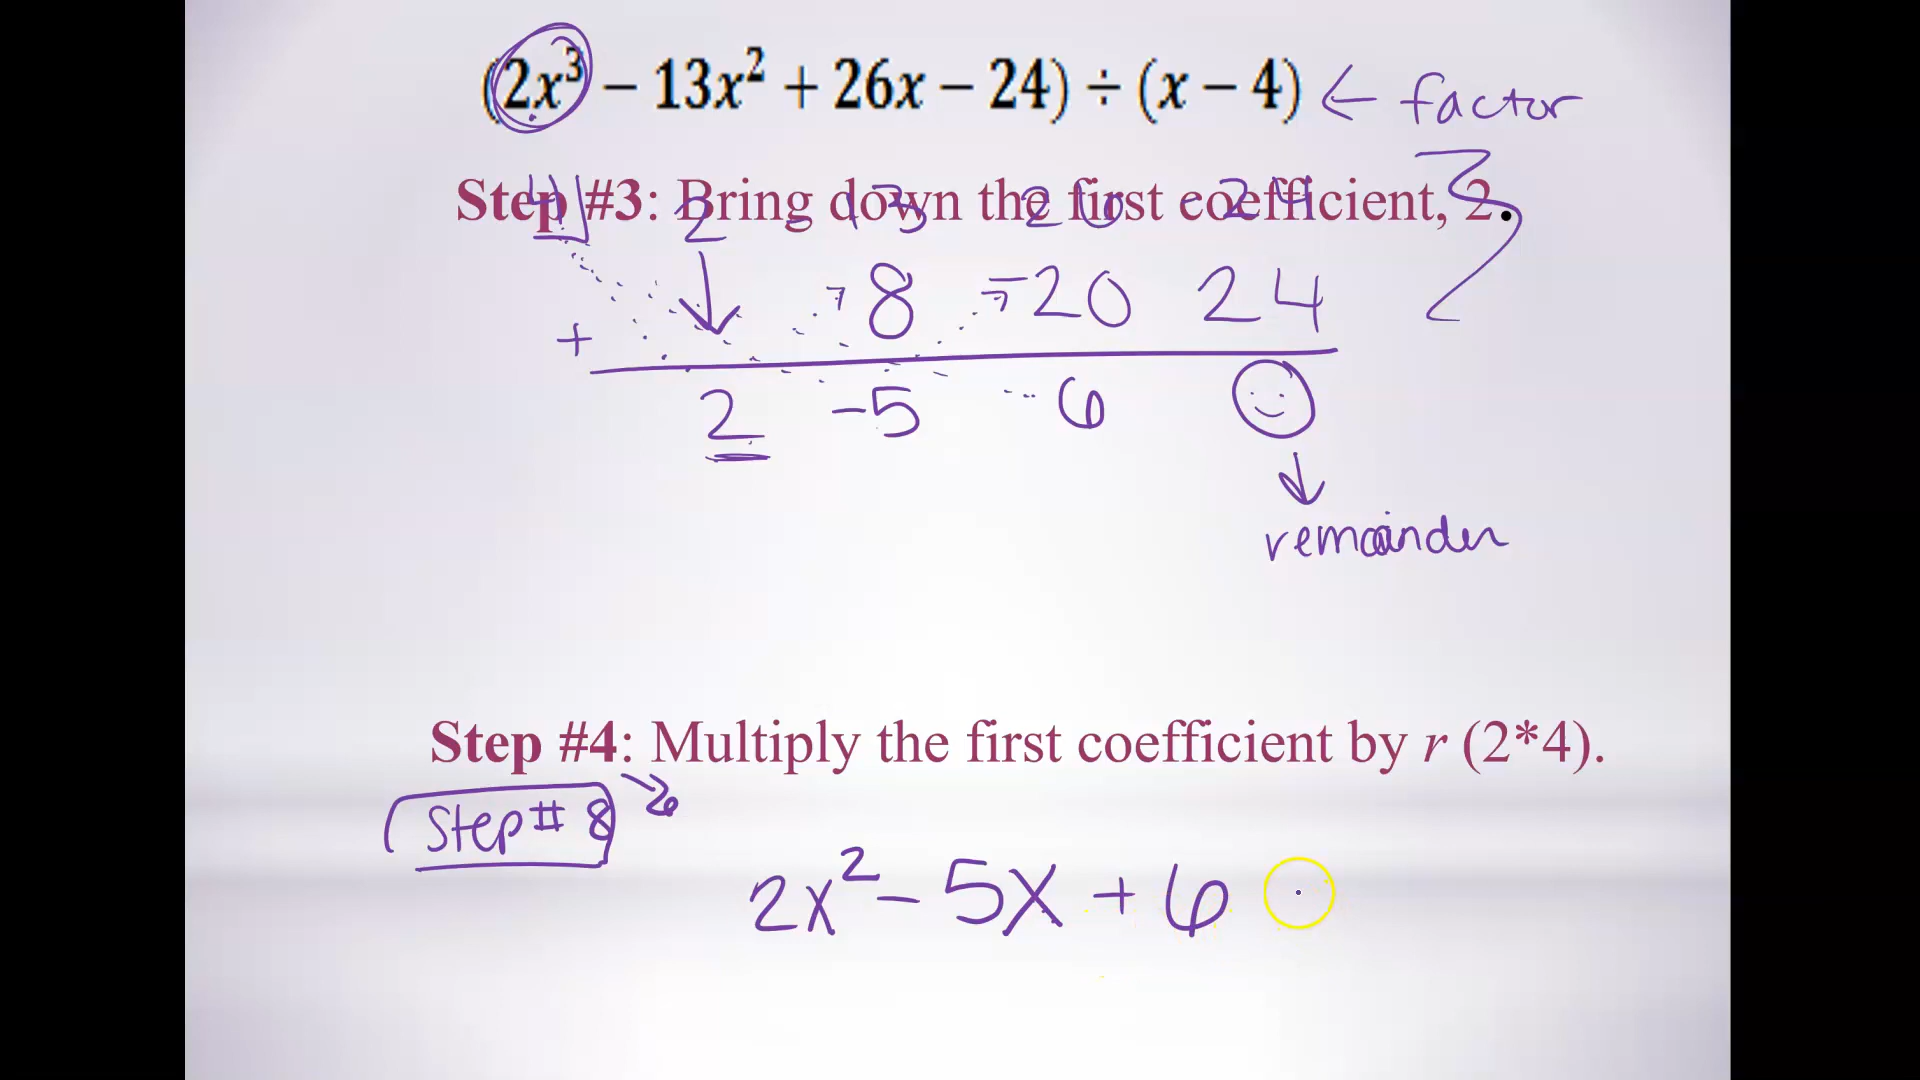 (2x³ − 13x² + 26x − 24) ÷ (x − 4) ← factor
Step #3: Bring down the first coefficient, 2.
4 2 -13 26 -24
+ 8 -20 24
2 -5 6
remainder
Step #4: Multiply the first coefficient by r (2*4).
Step # 8
2x² - 5x + 6